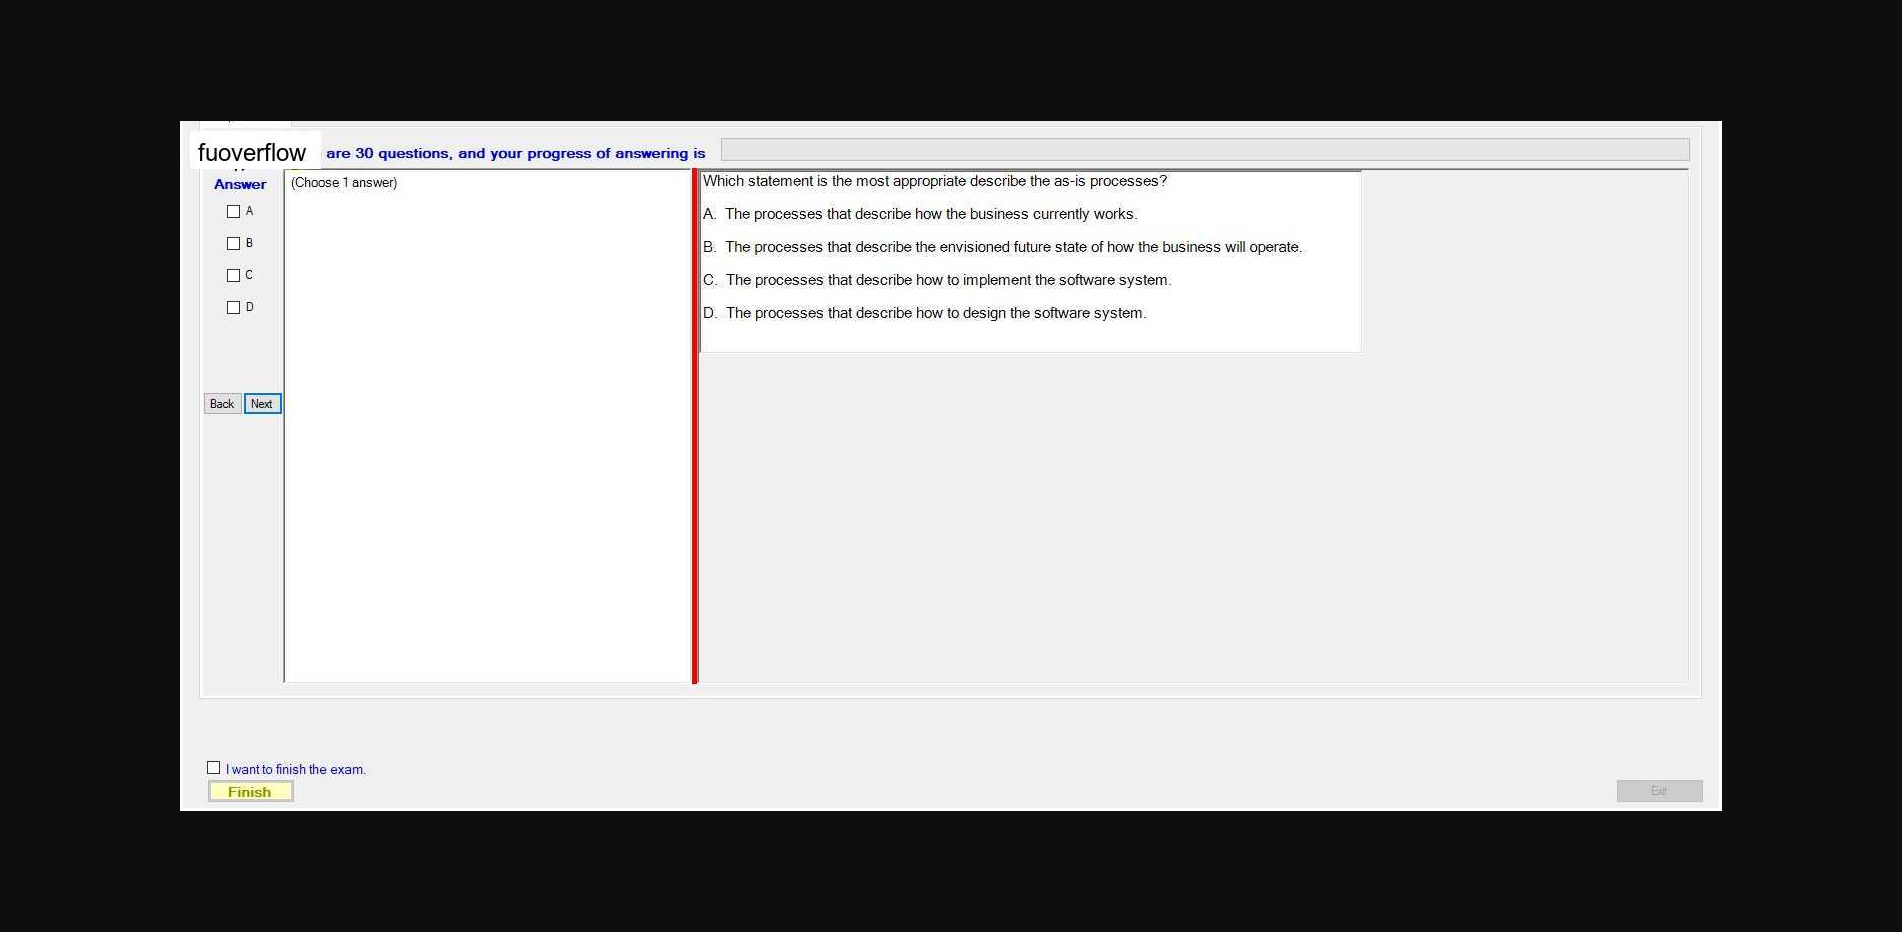 fuoverflow are 30 questions, and your progress of answering is
Answer
(Choose 1 answer)
A
B
C
D
Back Next
Which statement is the most appropriate describe the as-is processes?
A. The processes that describe how the business currently works.
B. The processes that describe the envisioned future state of how the business will operate.
C. The processes that describe how to implement the software system.
D. The processes that describe how to design the software system.
I want to finish the exam.
Finish
Exit